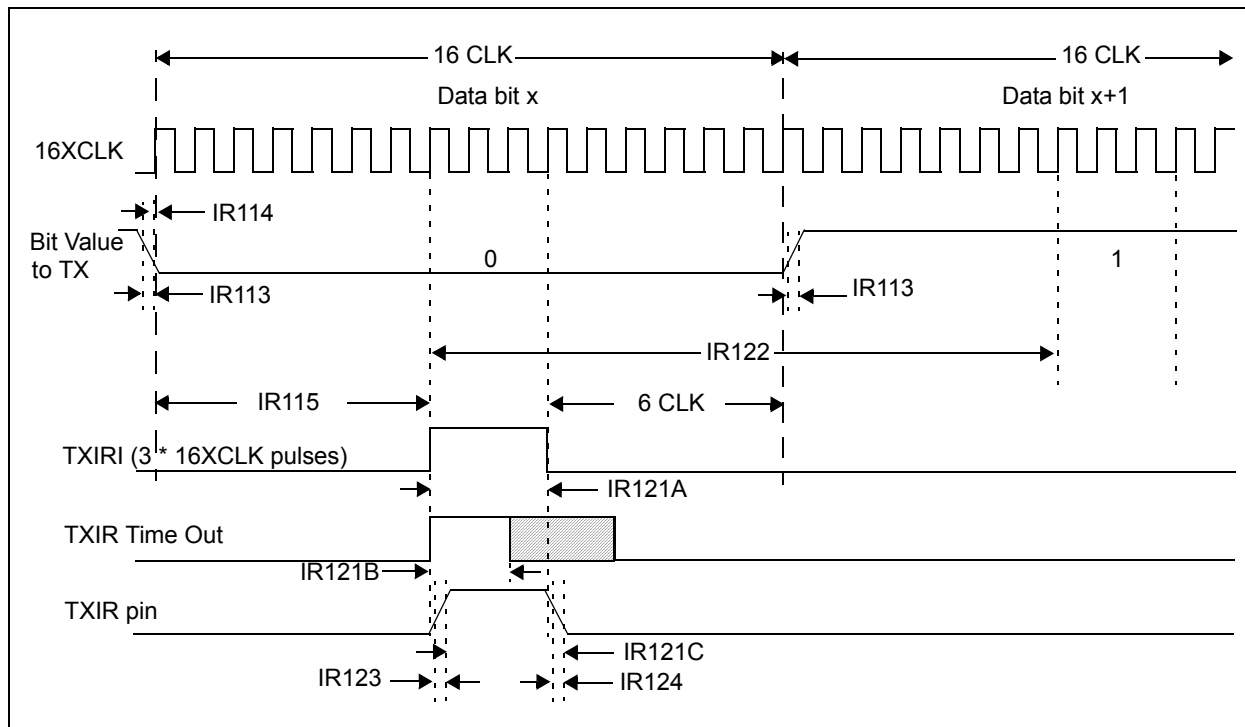 16 CLK
16 CLK
Data bit x
Data bit x+1
16XCLK
IR114
Bit Value
to TX
0
1
IR113
IR113
IR122
IR115
6 CLK
TXIRI (3 * 16XCLK pulses)
IR121A
TXIR Time Out
IR121B
TXIR pin
IR121C
IR123
IR124